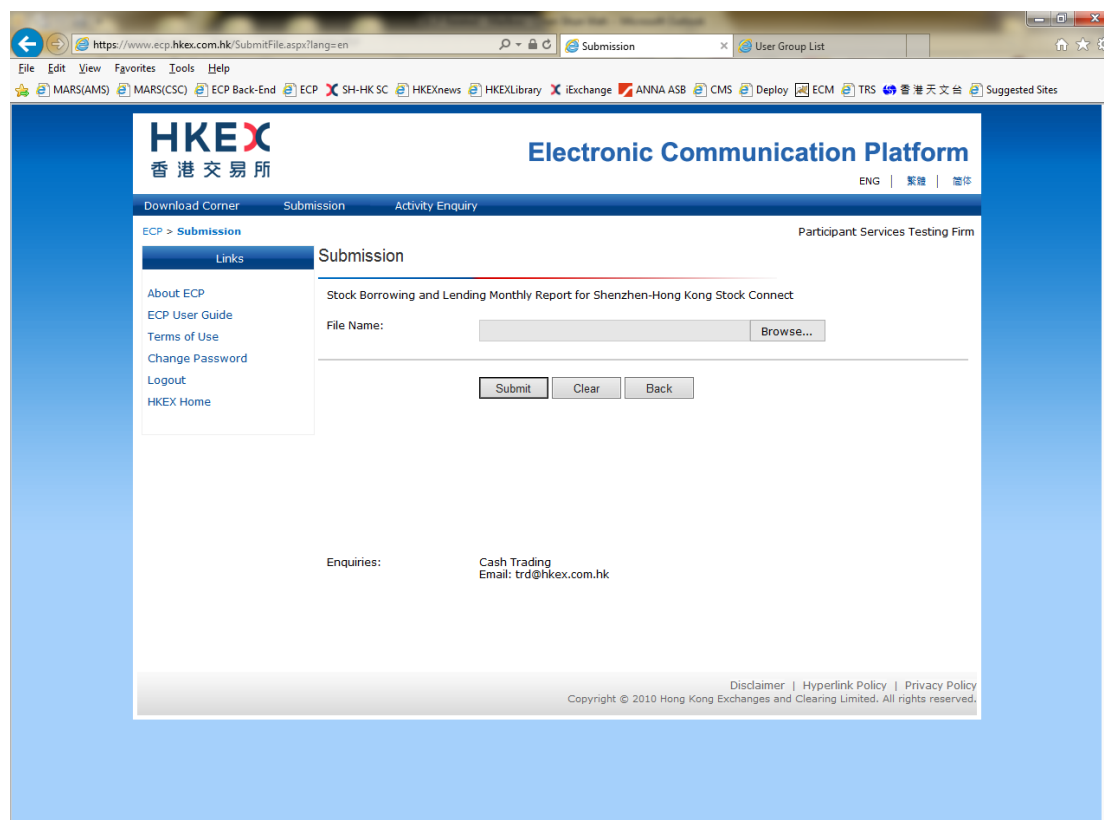 https://www.ecp.hkex.com.hk/SubmitFile.aspx?lang=en
Submission
User Group List
File Edit View Favorites Tools Help
MARS(AMS) MARS(CSC) ECP Back-End ECP SH-HK SC HKEXnews HKEXLibrary iExchange ANNA ASB CMS Deploy ECM TRS 香港天文台 Suggested Sites
HKEX
香港交易所
Electronic Communication Platform
ENG | 繁體 | 简体
Download Corner Submission Activity Enquiry
ECP > Submission
Participant Services Testing Firm
Links
About ECP
ECP User Guide
Terms of Use
Change Password
Logout
HKEX Home
Submission
Stock Borrowing and Lending Monthly Report for Shenzhen-Hong Kong Stock Connect
File Name:
Browse...
Submit Clear Back
Enquiries: Cash Trading
Email: trd@hkex.com.hk
Disclaimer | Hyperlink Policy | Privacy Policy
Copyright © 2010 Hong Kong Exchanges and Clearing Limited. All rights reserved.